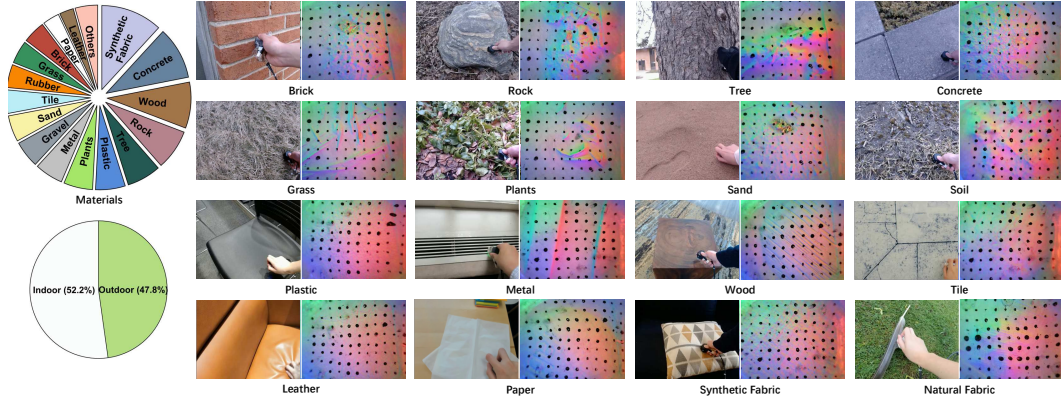 Synthetic
Fabric
Concrete
Wood
Rock
Tree
Plastic
Plants
Metal
Gravel
Sand
Tile
Rubber
Grass
Brick
Paper
Leather
Others
Materials
Indoor (52.2%)
Outdoor (47.8%)
Brick
Rock
Tree
Concrete
Grass
Plants
Sand
Soil
Plastic
Metal
Wood
Tile
Leather
Paper
Synthetic Fabric
Natural Fabric